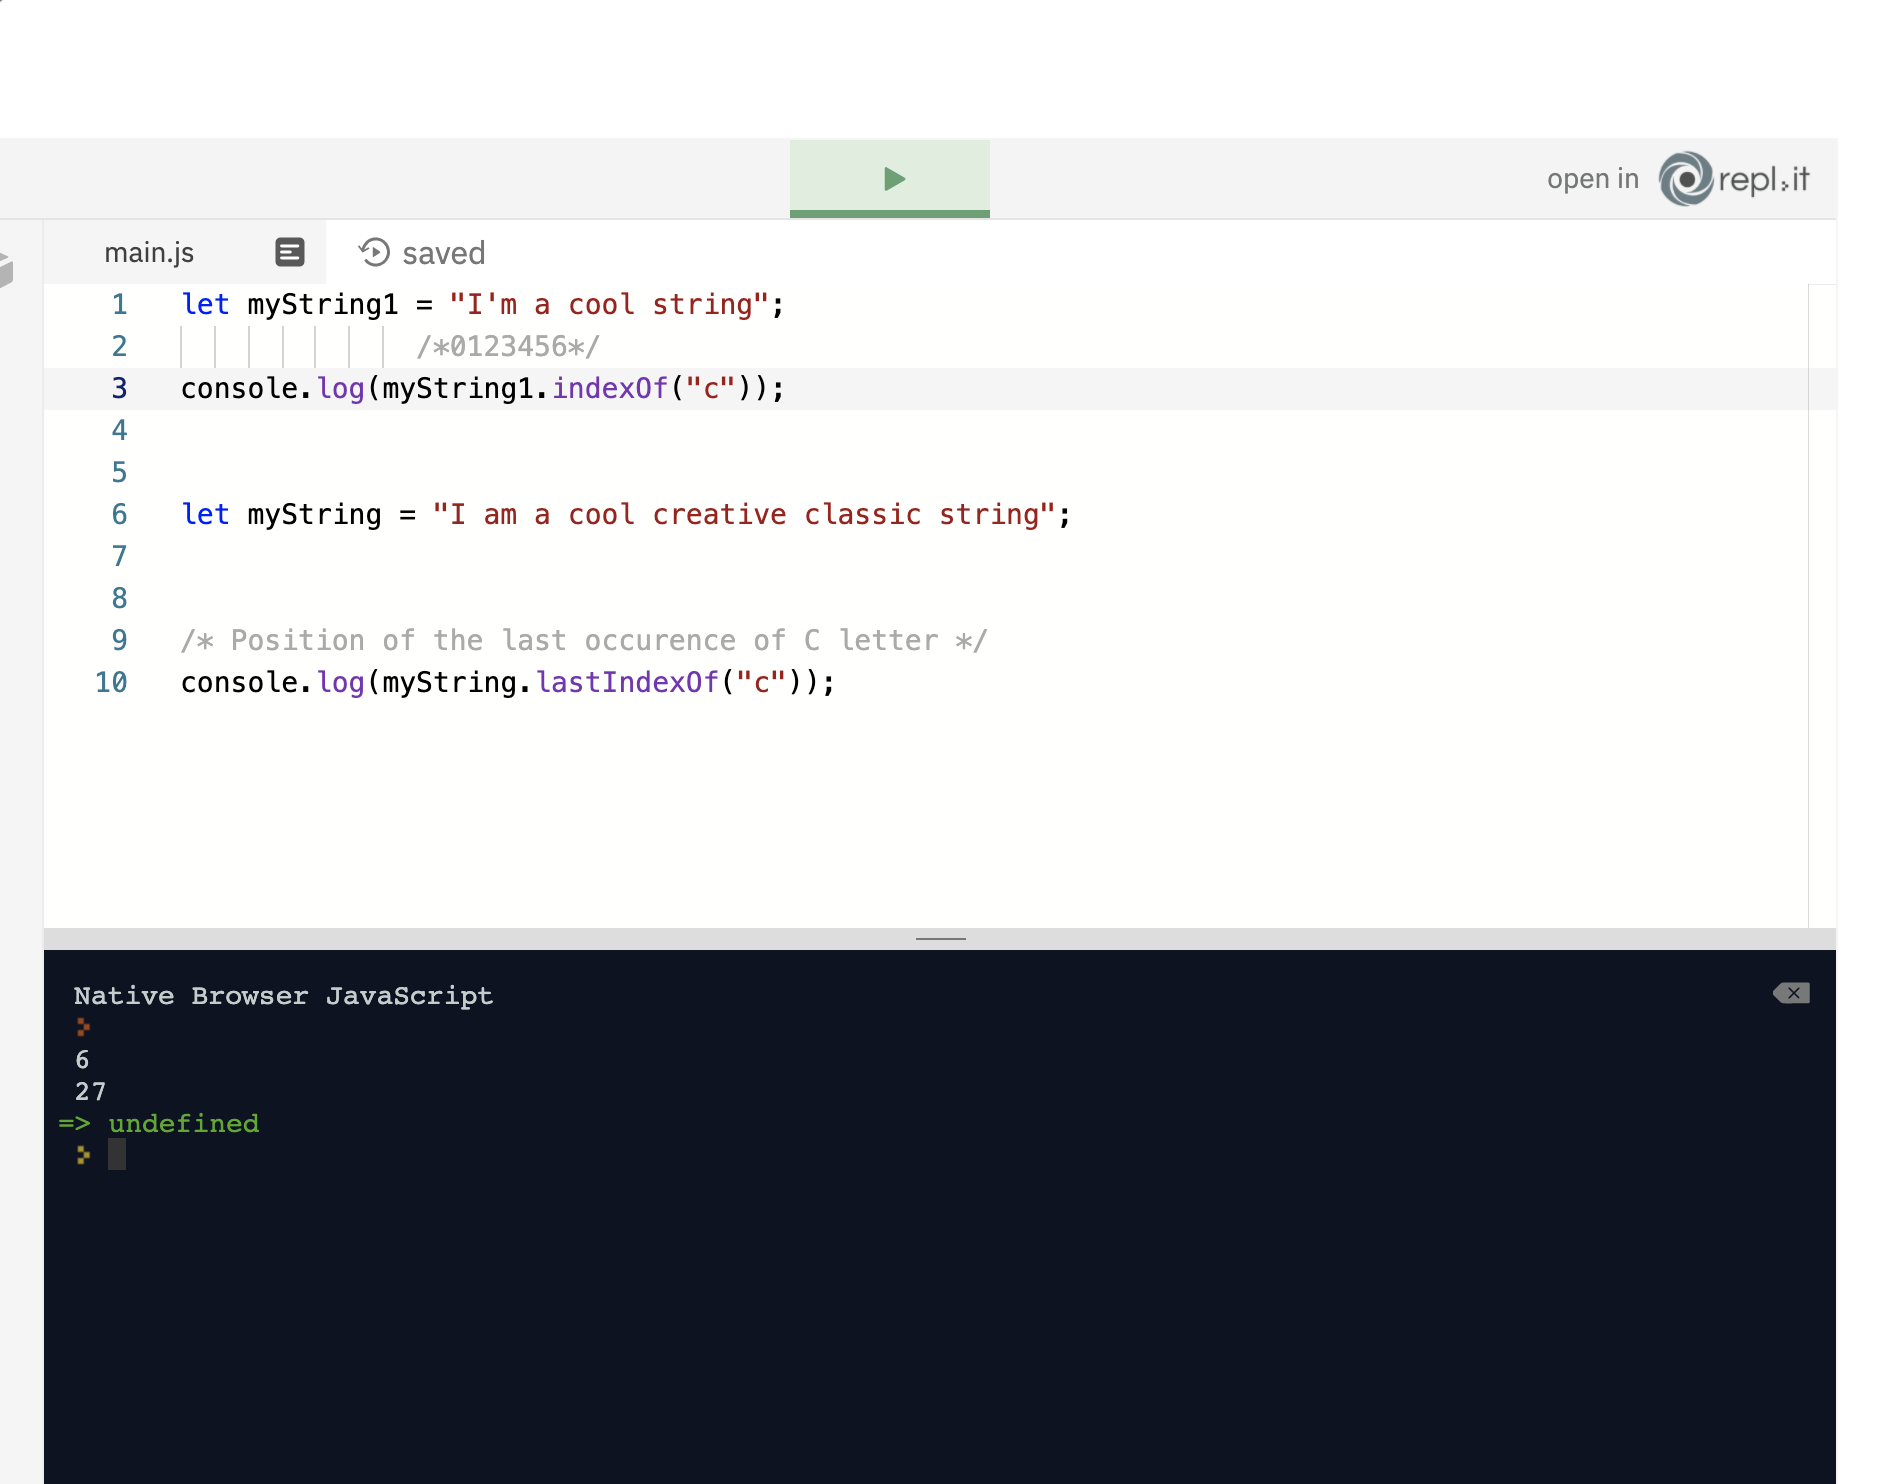 open in repl.it
main.js saved
1 let myString1 = "I'm a cool string";
2 /*0123456*/
3 console.log(myString1.indexOf("c"));
4
5
6 let myString = "I am a cool creative classic string";
7
8
9 /* Position of the last occurence of C letter */
10 console.log(myString.lastIndexOf("c"));
Native Browser JavaScript
6
27
=> undefined